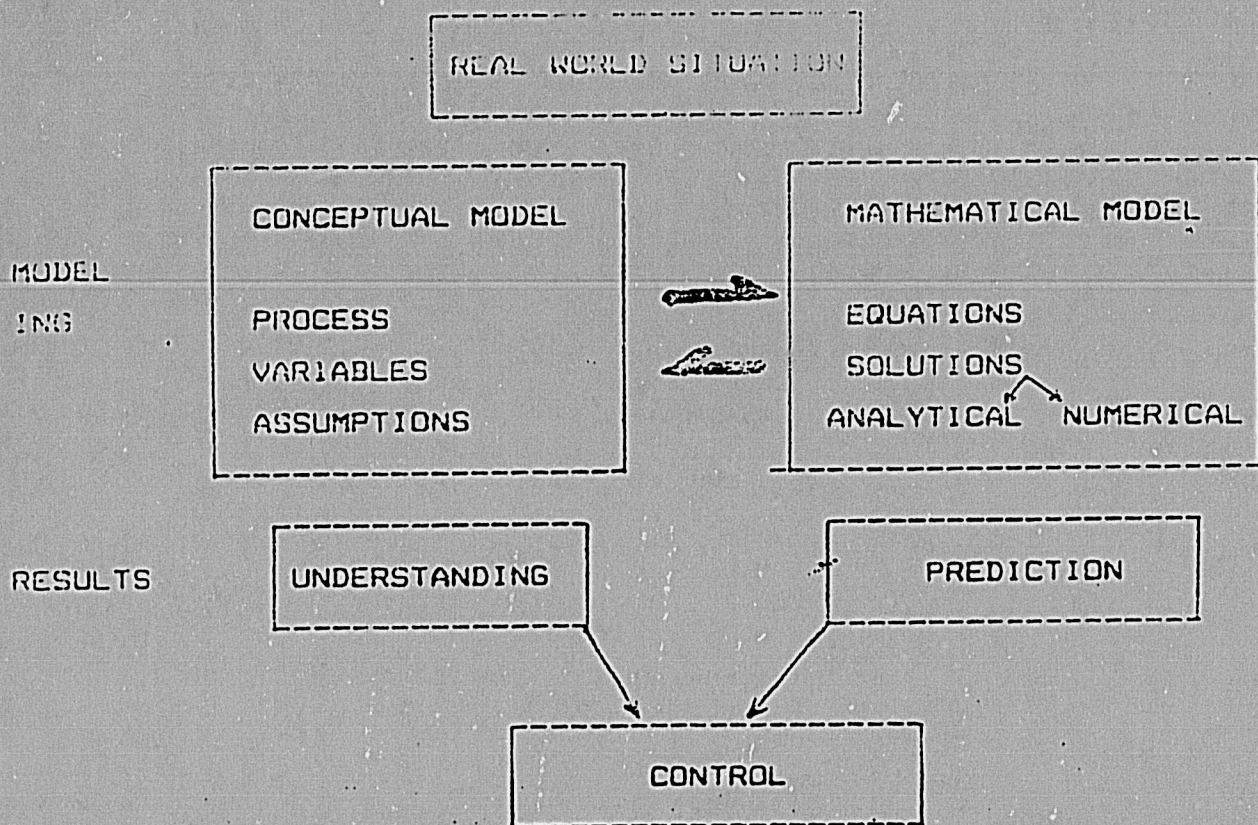 REAL WORLD SITUATION
CONCEPTUAL MODEL
PROCESS
VARIABLES
ASSUMPTIONS
MATHEMATICAL MODEL
EQUATIONS
SOLUTIONS
ANALYTICAL NUMERICAL
MODEL
ING
RESULTS
UNDERSTANDING
PREDICTION
CONTROL